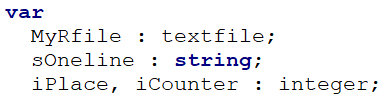 var
MyRfile : textfile;
sOneline : string;
iPlace, iCounter : integer;